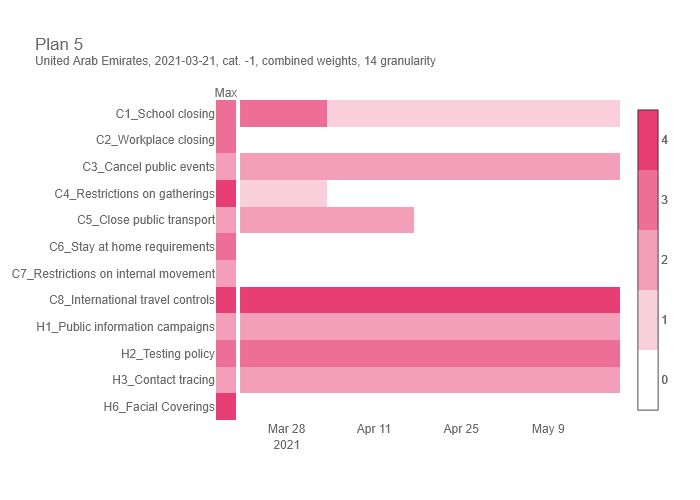 Plan 5
United Arab Emirates, 2021-03-21, cat. -1, combined weights, 14 granularity
Max
C1_School closing
C2_Workplace closing
C3_Cancel public events
C4_Restrictions on gatherings
C5_Close public transport
C6_Stay at home requirements
C7_Restrictions on internal movement
C8_International travel controls
H1_Public information campaigns
H2_Testing policy
H3_Contact tracing
H6_Facial Coverings
Mar 28 Apr 11 Apr 25 May 9
2021
4
3
2
1
0